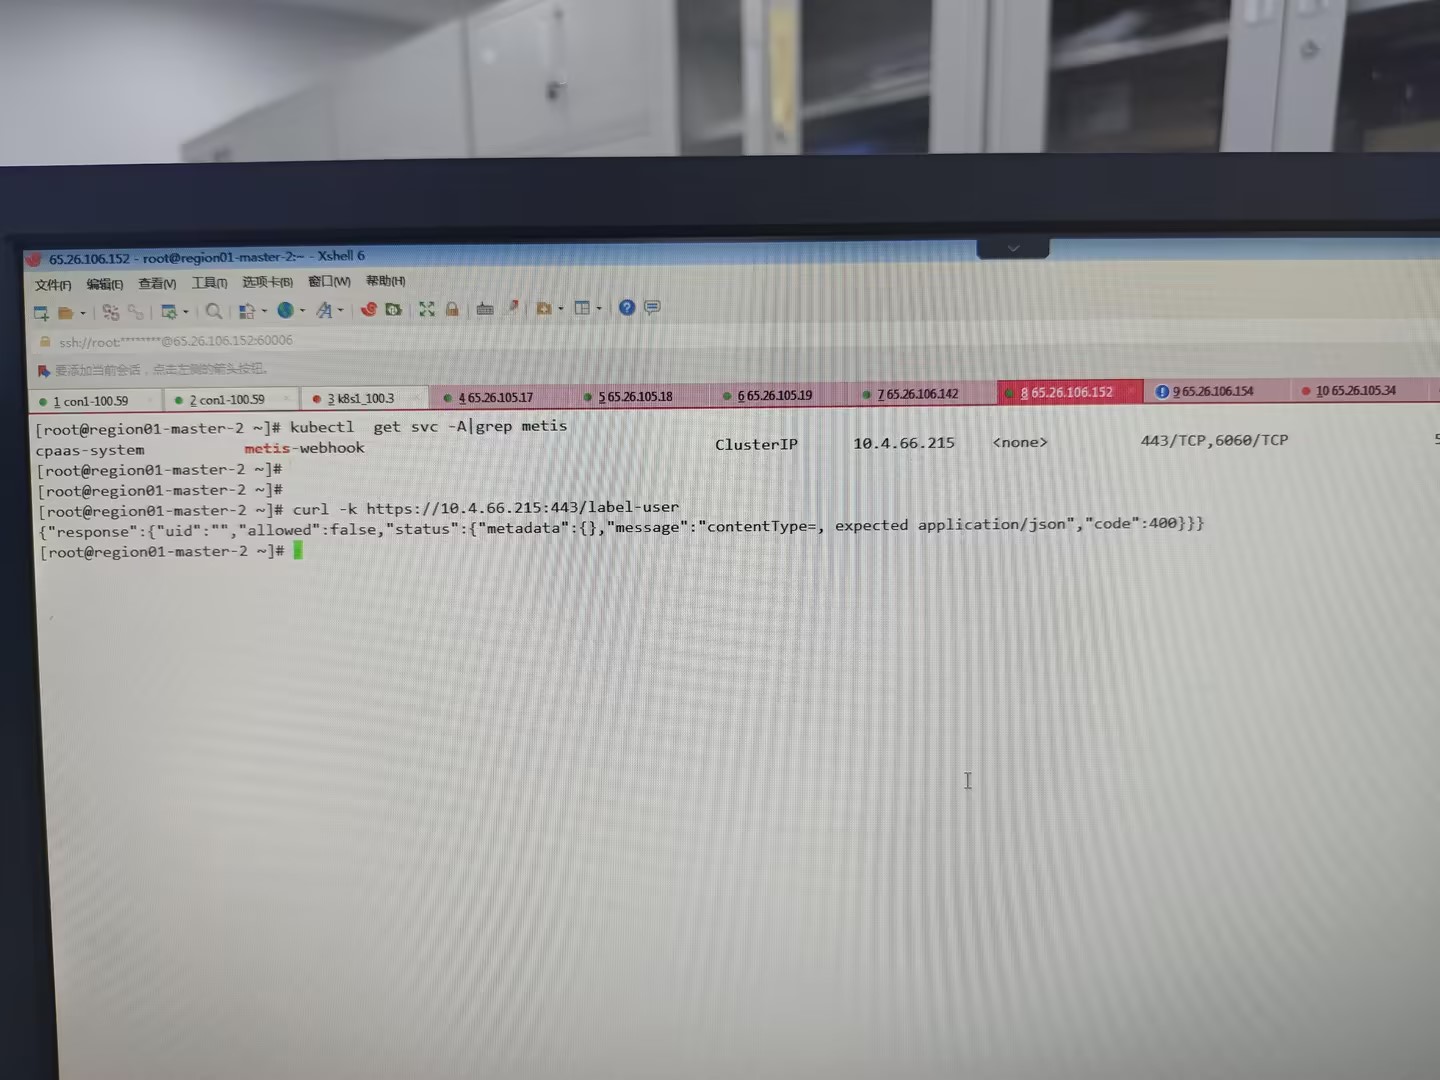 65.26.106.152 - root@region01-master-2:~ - Xshell 6
文件(F) 编辑(E) 查看(V) 工具(T) 选项卡(B) 窗口(W) 帮助(H)
ssh://root:********@65.26.106.152:60006
要添加当前会话，点击左侧的箭头按钮。
1 con1-100.59 2 con1-100.59 3 k8s1_100.3 4 65.26.105.17 5 65.26.105.18 6 65.26.105.19 7 65.26.106.142 8 65.26.106.152 9 65.26.106.154 10 65.26.105.34
[root@region01-master-2 ~]# kubectl  get svc -A|grep metis
cpaas-system metis-webhook ClusterIP 10.4.66.215 <none> 443/TCP,6060/TCP 5
[root@region01-master-2 ~]#
[root@region01-master-2 ~]#
[root@region01-master-2 ~]# curl -k https://10.4.66.215:443/label-user
{"response":{"uid":"","allowed":false,"status":{"metadata":{},"message":"contentType=, expected application/json","code":400}}}
[root@region01-master-2 ~]#